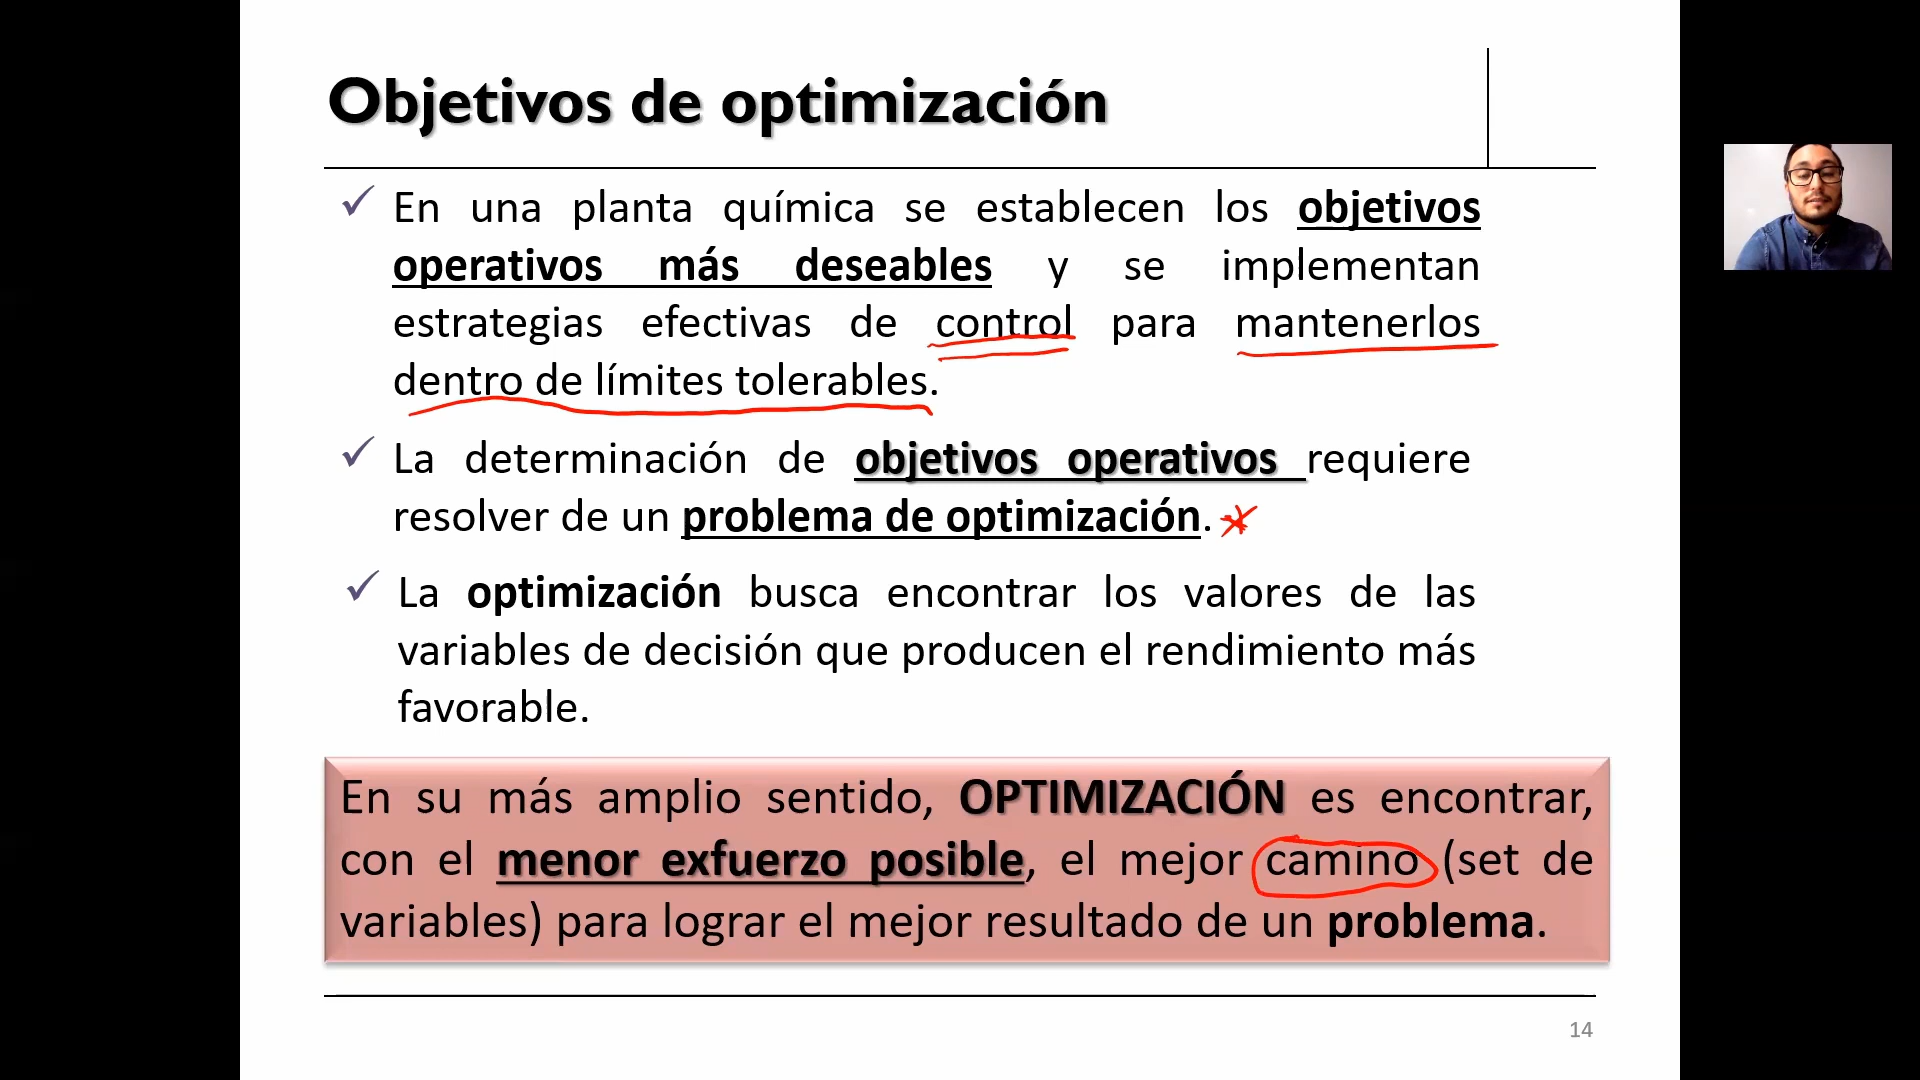 Objetivos de optimización
En una planta química se establecen los objetivos
operativos más deseables y se implementan
estrategias efectivas de control para mantenerlos
dentro de límites tolerables.
La determinación de objetivos operativos requiere
resolver de un problema de optimización.
La optimización busca encontrar los valores de las
variables de decisión que producen el rendimiento más
favorable.
En su más amplio sentido, OPTIMIZACIÓN es encontrar,
con el menor exfuerzo posible, el mejor camino (set de
variables) para lograr el mejor resultado de un problema.
14